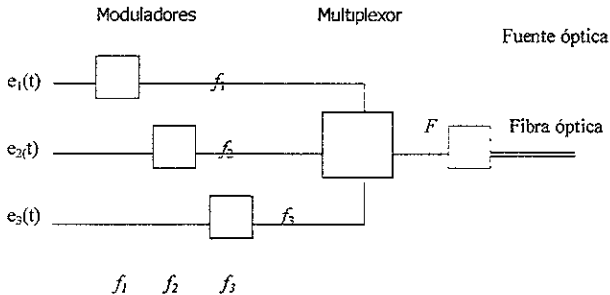 Moduladores Multiplexor
Fuente óptica
e₁(t) f₁
e₂(t) f₂ F Fibra óptica
e₃(t) f₃
f₁ f₂ f₃